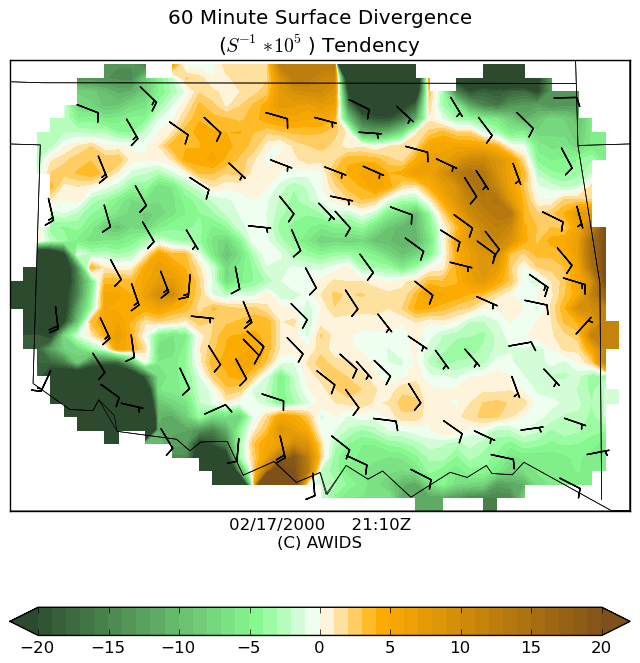 60 Minute Surface Divergence
(S⁻¹ *10⁵ ) Tendency
02/17/2000 21:10Z
(C) AWIDS
−20 −15 −10 −5 0 5 10 15 20